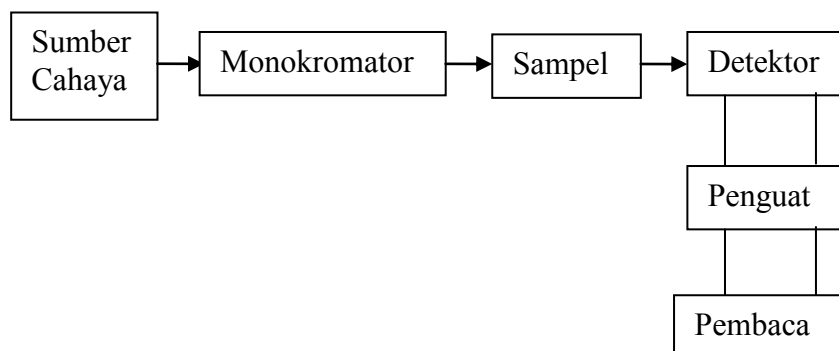 Sumber
Cahaya
Monokromator
Sampel
Detektor
Penguat
Pembaca